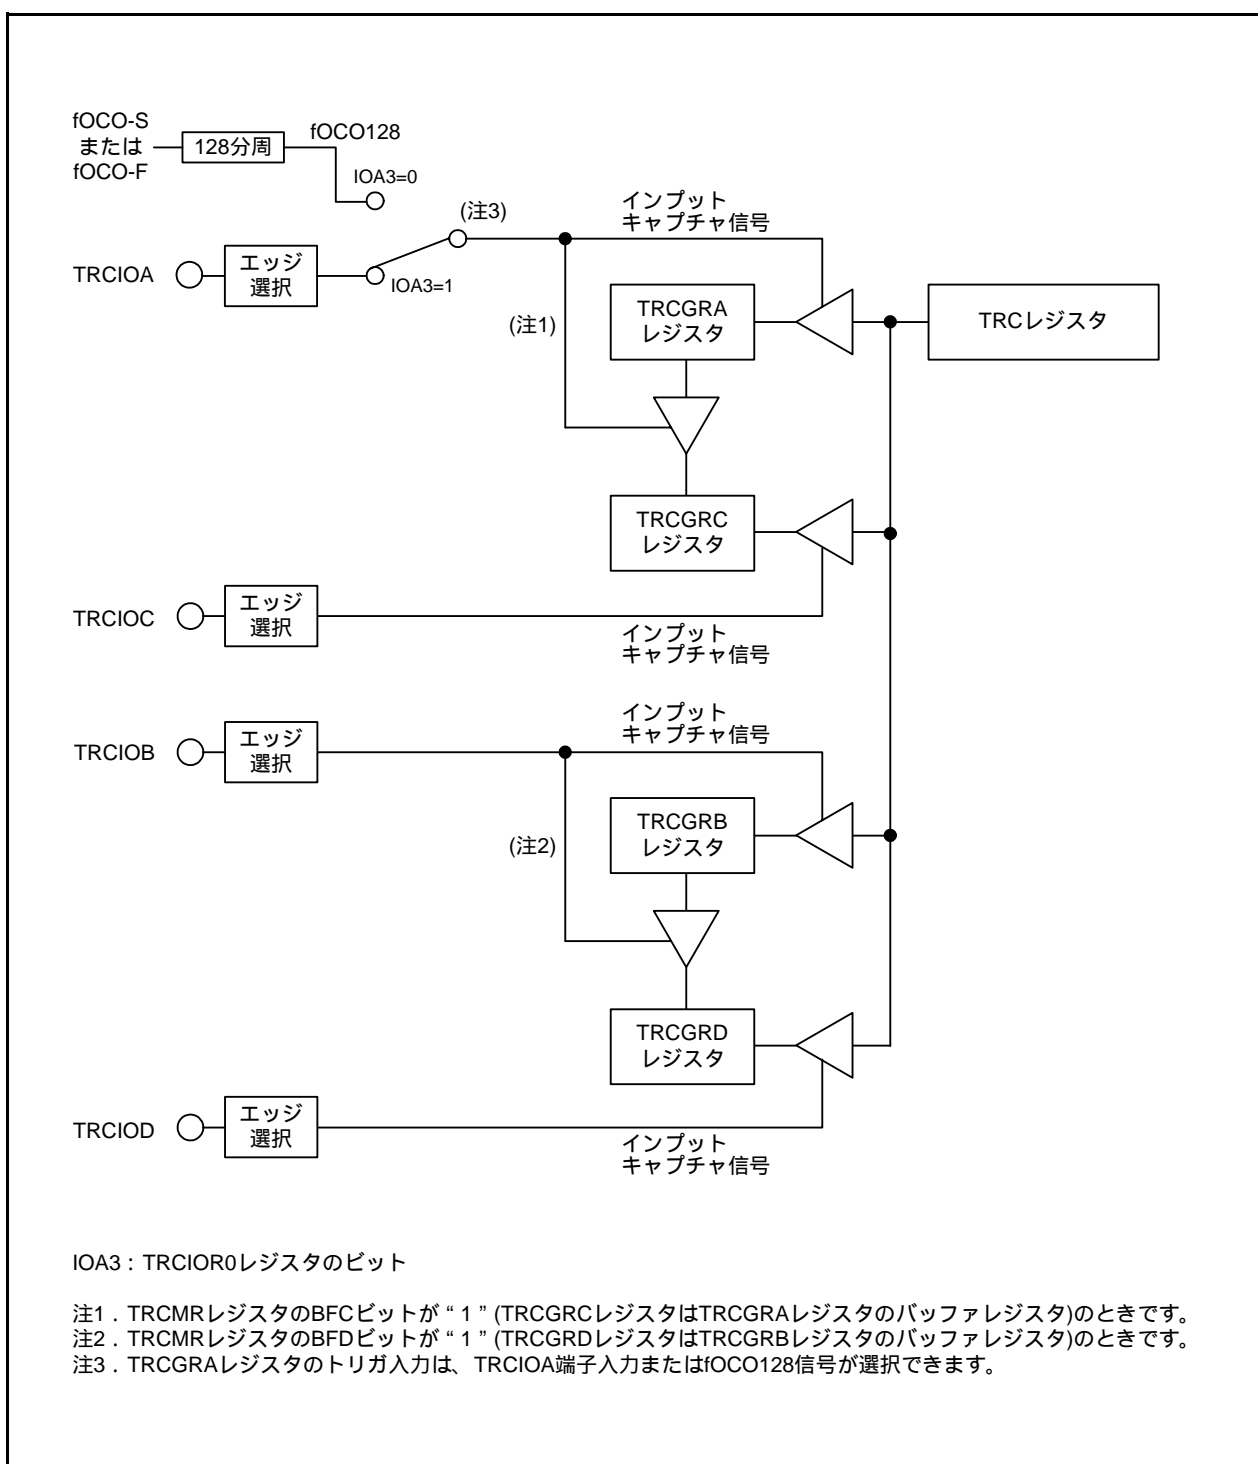 fOCO-S
または
fOCO-F
128分周
fOCO128
IOA3=0
(注3)
インプット
キャプチャ信号
TRCIOA
エッジ
選択
IOA3=1
(注1)
TRCGRA
レジスタ
TRCレジスタ
TRCGRC
レジスタ
TRCIOC
エッジ
選択
インプット
キャプチャ信号
インプット
キャプチャ信号
TRCIOB
エッジ
選択
(注2)
TRCGRB
レジスタ
TRCGRD
レジスタ
TRCIOD
エッジ
選択
インプット
キャプチャ信号
IOA3：TRCIOR0レジスタのビット
注1．TRCMRレジスタのBFCビットが“1”(TRCGRCレジスタはTRCGRAレジスタのバッファレジスタ)のときです。
注2．TRCMRレジスタのBFDビットが“1”(TRCGRDレジスタはTRCGRBレジスタのバッファレジスタ)のときです。
注3．TRCGRAレジスタのトリガ入力は、TRCIOA端子入力またはfOCO128信号が選択できます。